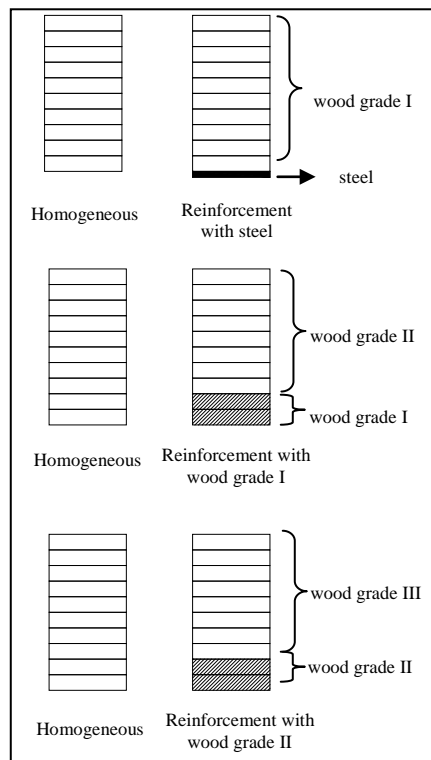 wood grade I
steel
Homogeneous
Reinforcement
with steel
wood grade II
wood grade I
Homogeneous
Reinforcement with
wood grade I
wood grade III
wood grade II
Homogeneous
Reinforcement with
wood grade II